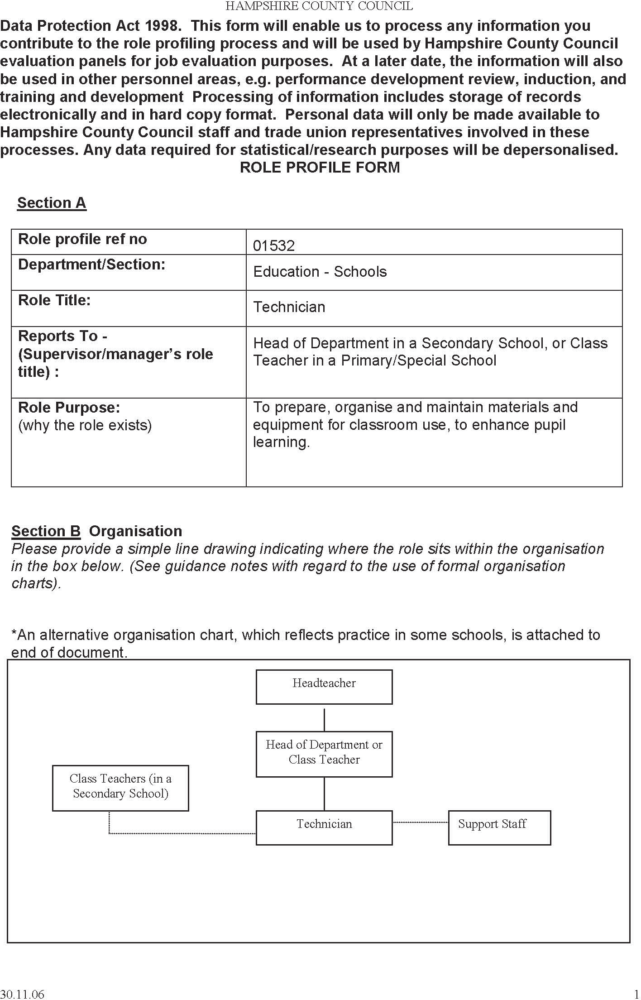 HAMPSHIRE COUNTY COUNCIL
Data Protection Act 1998.  This form will enable us to process any information you
contribute to the role profiling process and will be used by Hampshire County Council
evaluation panels for job evaluation purposes.  At a later date, the information will also
be used in other personnel areas, e.g. performance development review, induction, and
training and development  Processing of information includes storage of records
electronically and in hard copy format.  Personal data will only be made available to
Hampshire County Council staff and trade union representatives involved in these
processes. Any data required for statistical/research purposes will be depersonalised.
ROLE PROFILE FORM
Section A
Role profile ref no
01532
Department/Section:
Education - Schools
Role Title:
Technician
Reports To -
(Supervisor/manager’s role
title) :
Head of Department in a Secondary School, or Class
Teacher in a Primary/Special School
Role Purpose:
(why the role exists)
To prepare, organise and maintain materials and
equipment for classroom use, to enhance pupil
learning.
Section B  Organisation
Please provide a simple line drawing indicating where the role sits within the organisation
in the box below. (See guidance notes with regard to the use of formal organisation
charts).
*An alternative organisation chart, which reflects practice in some schools, is attached to
end of document.
Headteacher
Head of Department or
Class Teacher
Class Teachers (in a
Secondary School)
Technician
Support Staff
30.11.06
1